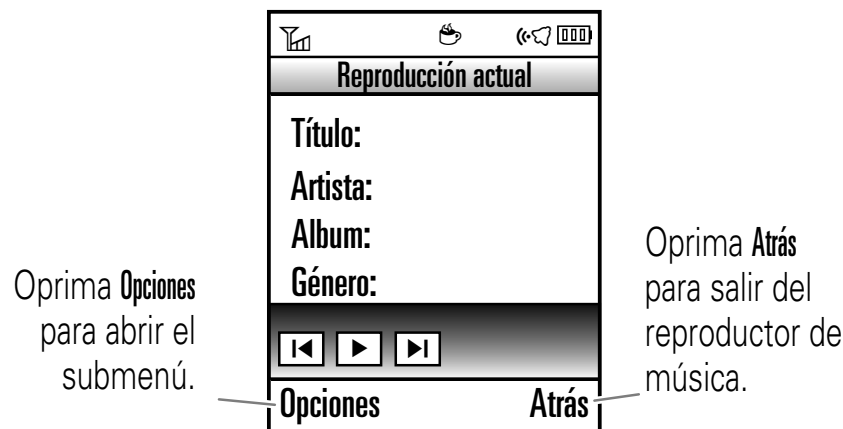 Reproducción actual
Título:
Artista:
Album:
Género:
Opciones
Atrás
Oprima Opciones
para abrir el
submenú.
Oprima Atrás
para salir del
reproductor de
música.